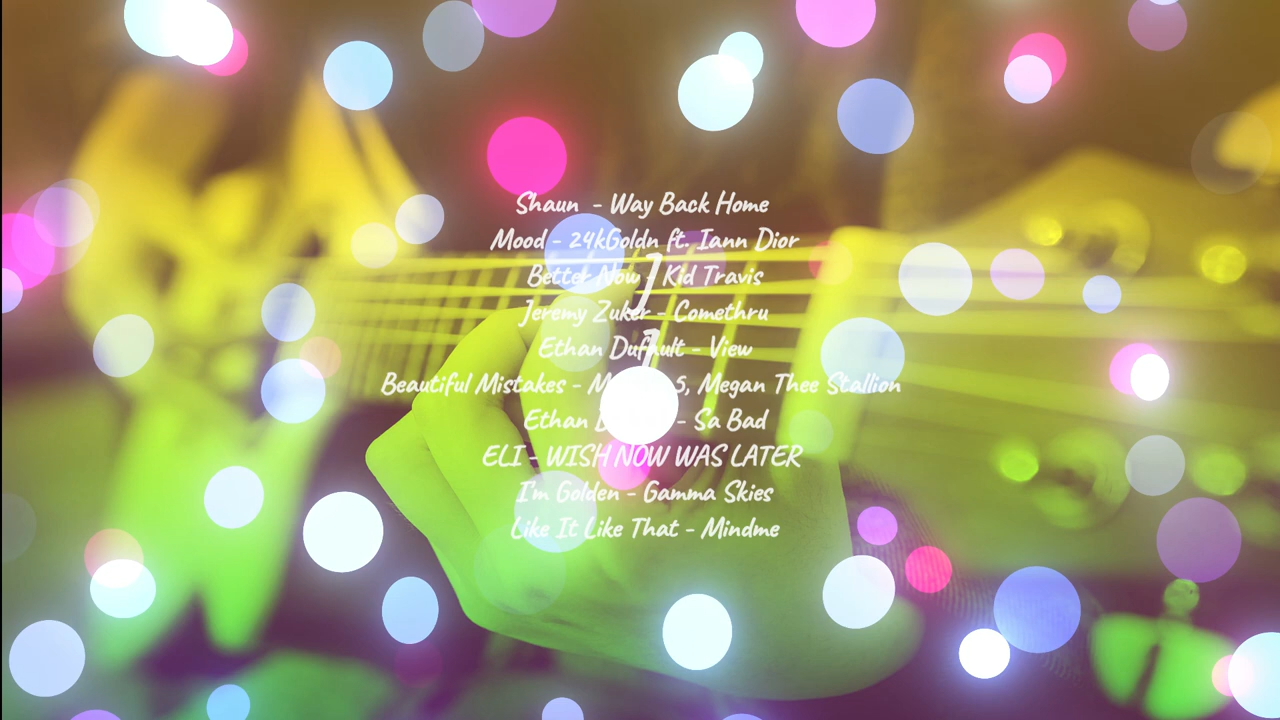 Shaun - Way Back Home
Mood - 24kGoldn ft. Iann Dior
Better Now - Kid Travis
Jeremy Zuker - Comethru
Ethan Dufault - View
Beautiful Mistakes - 5, Megan Thee Stallion
Ethan - Sa Bad
ELI - WISH NOW WAS LATER
I'm Golden - Gamma Skies
Like It Like That - Mindme